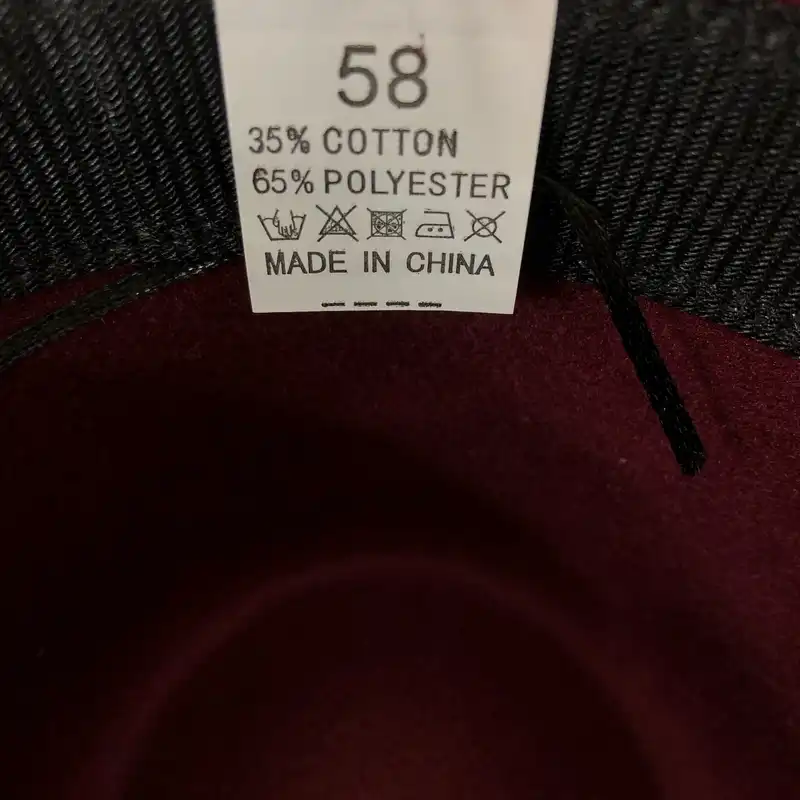 58
35% COTTON
65% POLYESTER
MADE IN CHINA